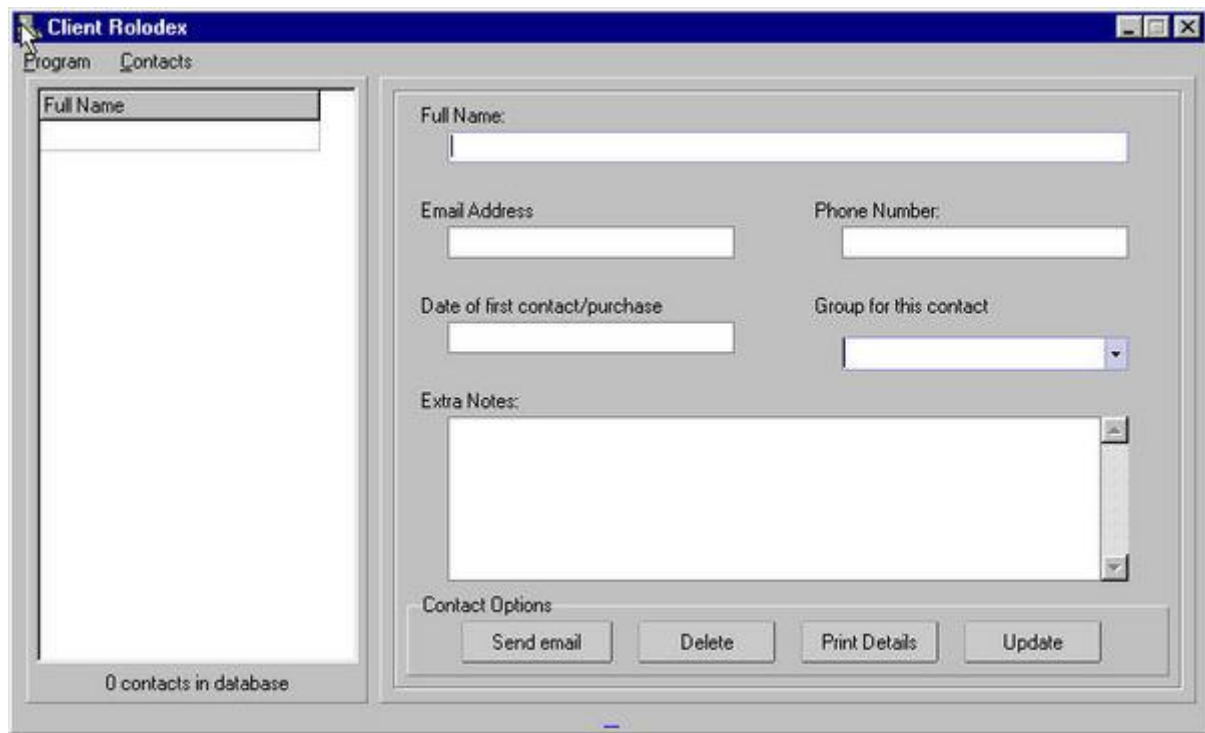 Client Rolodex
Program Contacts
Full Name
0 contacts in database
Full Name:
Email Address Phone Number:
Date of first contact/purchase Group for this contact
Extra Notes:
Contact Options
Send email Delete Print Details Update